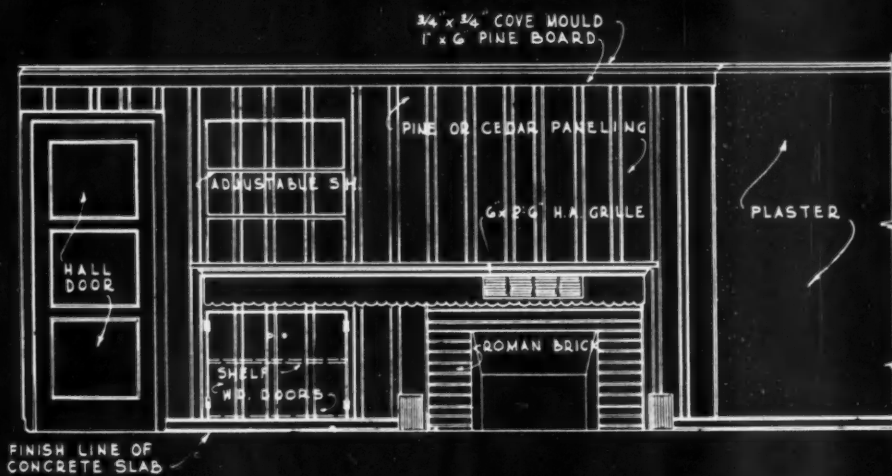 3/4" x 3/4" COVE MOULD
1" x 6" PINE BOARD
PINE OR CEDAR PANELING
ADJUSTABLE SH.
6" x 2'-6" H.A. GRILLE
PLASTER
HALL
DOOR
ROMAN BRICK
SHELF
WD. DOORS
FINISH LINE OF
CONCRETE SLAB